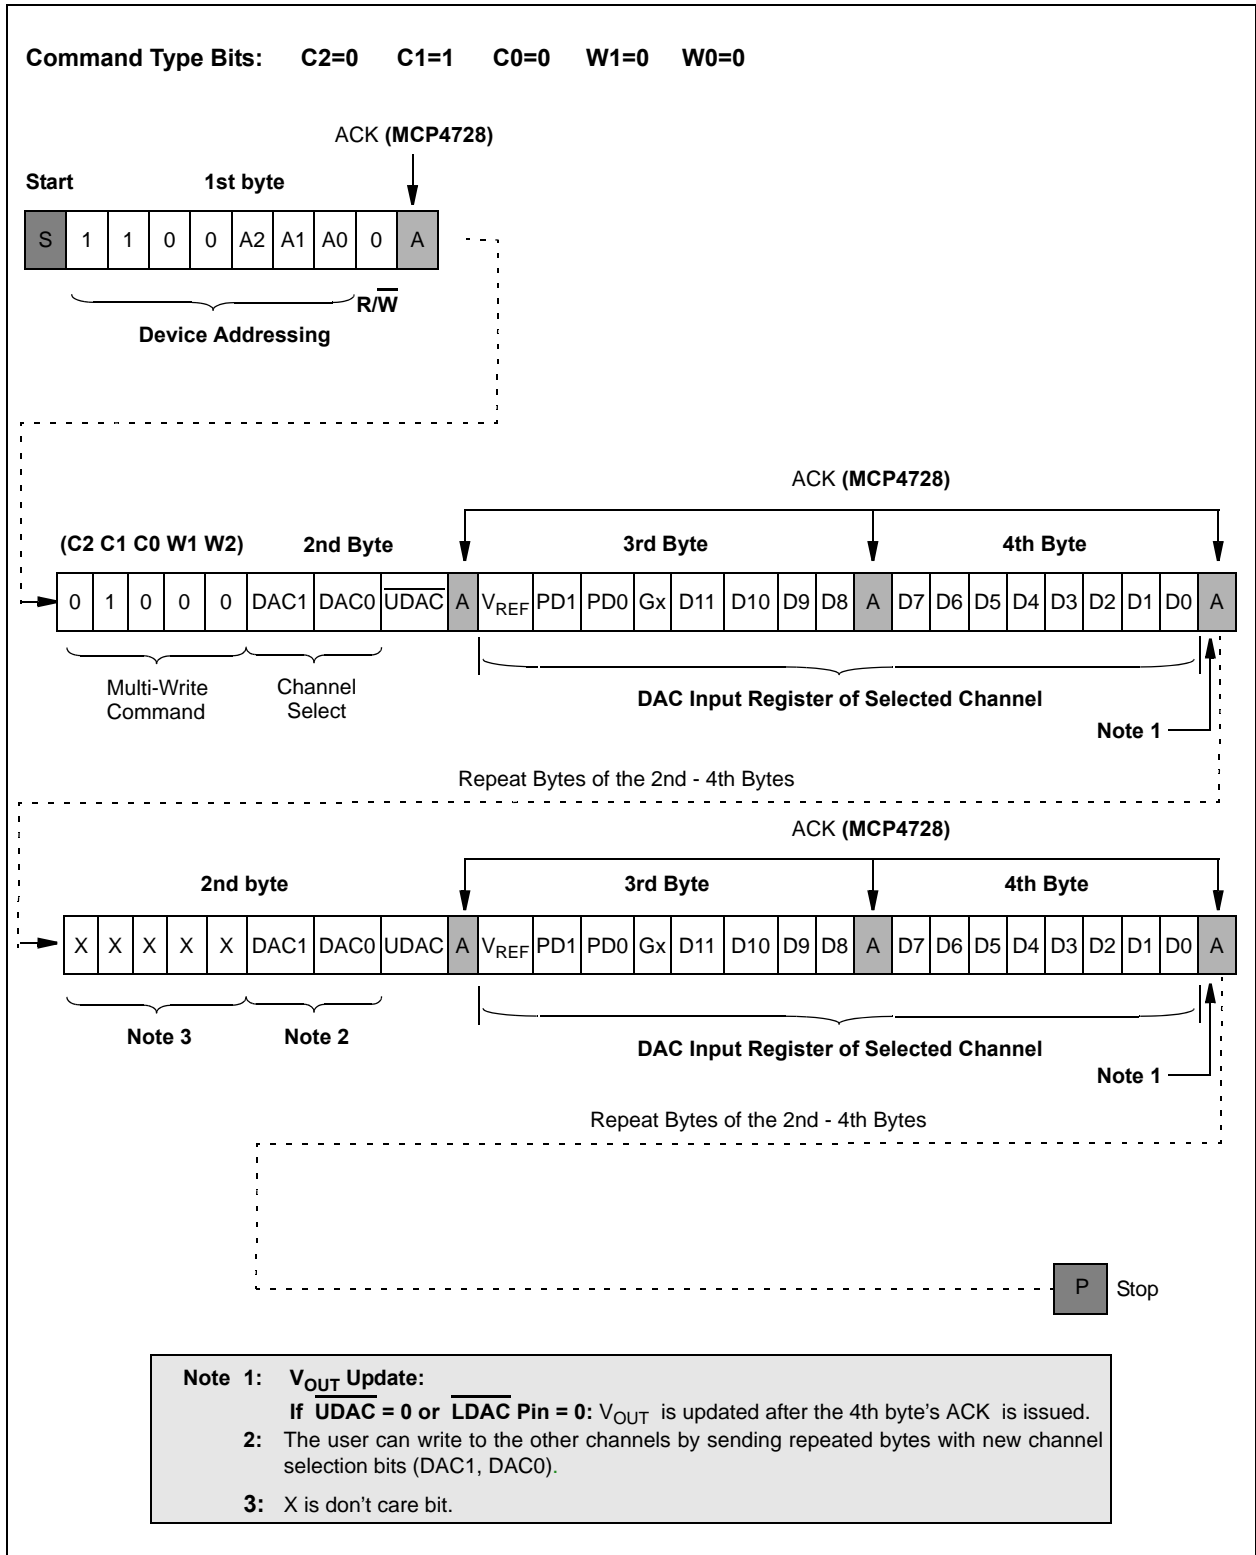 Command Type Bits: C2=0 C1=1 C0=0 W1=0 W0=0
ACK (MCP4728)
Start 1st byte
S 1 1 0 0 A2 A1 A0 0 A
R/W̅
Device Addressing
ACK (MCP4728)
(C2 C1 C0 W1 W2) 2nd Byte 3rd Byte 4th Byte
0 1 0 0 0 DAC1 DAC0 U̅D̅A̅C̅ A VREF PD1 PD0 Gx D11 D10 D9 D8 A D7 D6 D5 D4 D3 D2 D1 D0 A
Multi-Write Channel
Command Select
DAC Input Register of Selected Channel
Note 1
Repeat Bytes of the 2nd - 4th Bytes
ACK (MCP4728)
2nd byte 3rd Byte 4th Byte
X X X X X DAC1 DAC0 UDAC A VREF PD1 PD0 Gx D11 D10 D9 D8 A D7 D6 D5 D4 D3 D2 D1 D0 A
Note 3 Note 2
DAC Input Register of Selected Channel
Note 1
Repeat Bytes of the 2nd - 4th Bytes
P Stop
Note 1: VOUT Update:
If U̅D̅A̅C̅ = 0 or L̅D̅A̅C̅ Pin = 0: VOUT is updated after the 4th byte's ACK is issued.
2: The user can write to the other channels by sending repeated bytes with new channel
selection bits (DAC1, DAC0).
3: X is don't care bit.